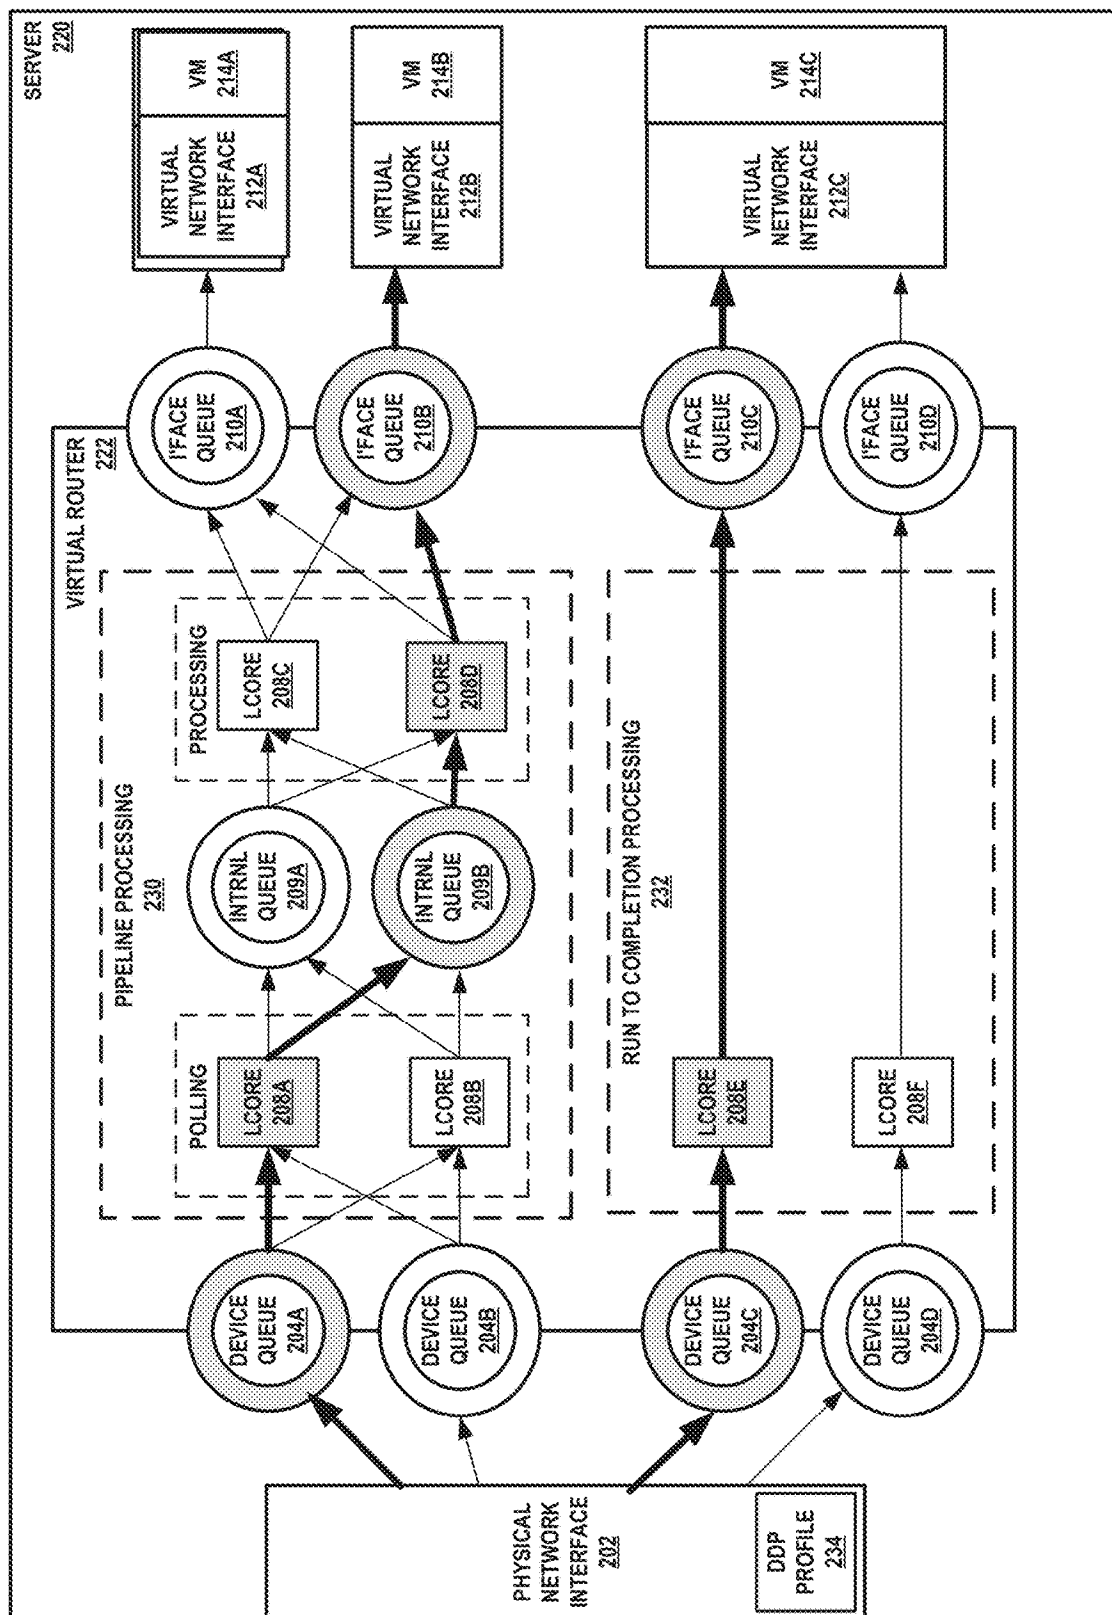 SERVER
220
VIRTUAL ROUTER
222
PIPELINE PROCESSING
230
POLLING
PROCESSING
PHYSICAL
NETWORK
INTERFACE
202
DDP
PROFILE
234
DEVICE
QUEUE
204A
DEVICE
QUEUE
204B
DEVICE
QUEUE
204C
DEVICE
QUEUE
204D
LCORE
208A
LCORE
208B
INTRNL
QUEUE
209A
INTRNL
QUEUE
209B
LCORE
208C
LCORE
208D
RUN TO COMPLETION PROCESSING
232
LCORE
208E
LCORE
208F
I'FACE
QUEUE
210A
I'FACE
QUEUE
210B
I'FACE
QUEUE
210C
I'FACE
QUEUE
210D
VIRTUAL
NETWORK
INTERFACE
212A
VM
214A
VIRTUAL
NETWORK
INTERFACE
212B
VM
214B
VIRTUAL
NETWORK
INTERFACE
212C
VM
214C